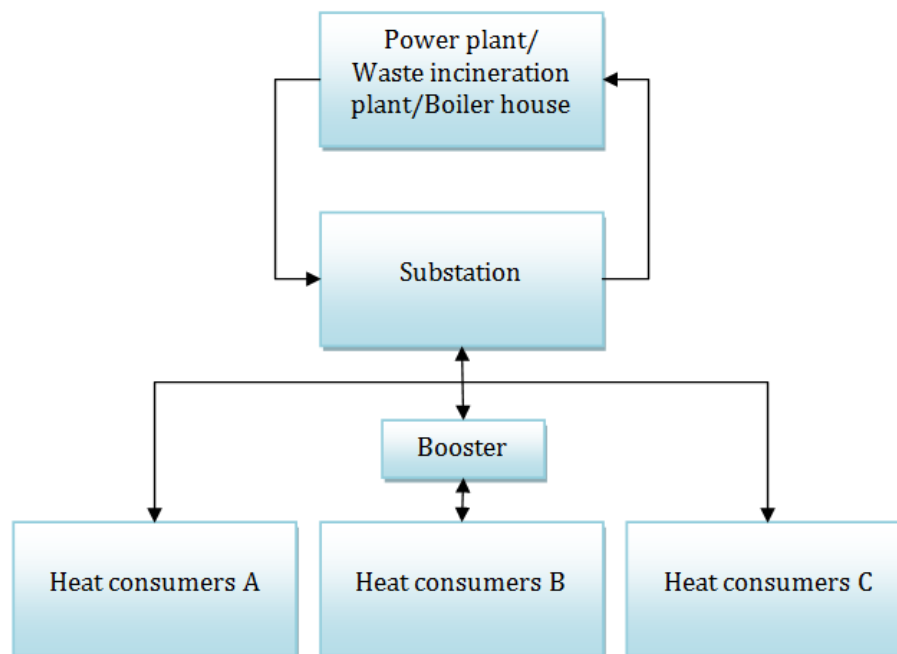 Power plant/
Waste incineration
plant/Boiler house
Substation
Booster
Heat consumers A
Heat consumers B
Heat consumers C